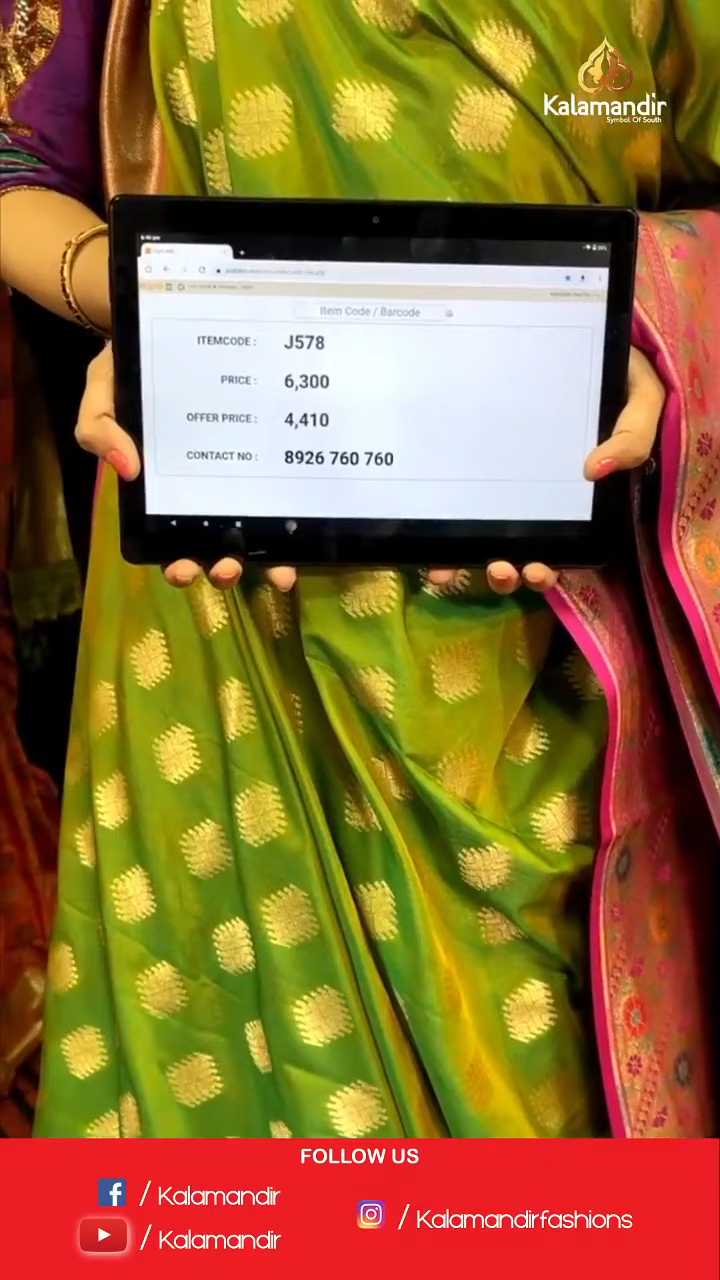 Kalamandir
Symbol Of South
Item Code / Barcode
ITEMCODE : J578
PRICE : 6,300
OFFER PRICE : 4,410
CONTACT NO : 8926 760 760
FOLLOW US
/ Kalamandir
/ Kalamandirfashions
/ Kalamandir